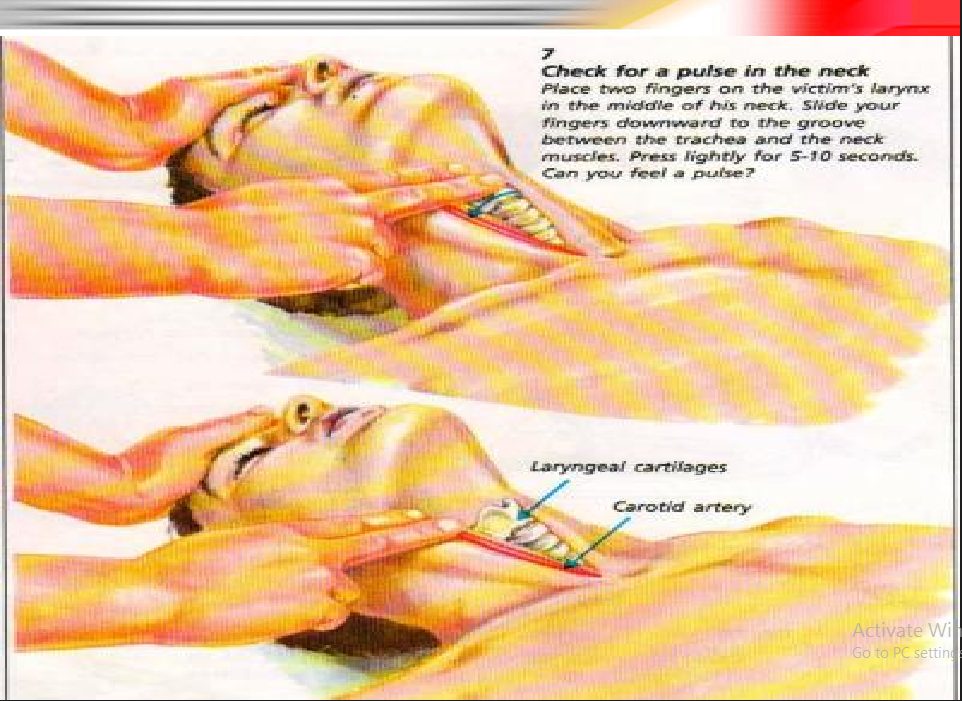 7
Check for a pulse in the neck
Place two fingers on the victim's larynx
in the middle of his neck. Slide your
fingers downward to the groove
between the trachea and the neck
muscles. Press lightly for 5-10 seconds.
Can you feel a pulse?
Laryngeal cartilages
Carotid artery
Activate Win
Go to PC settings